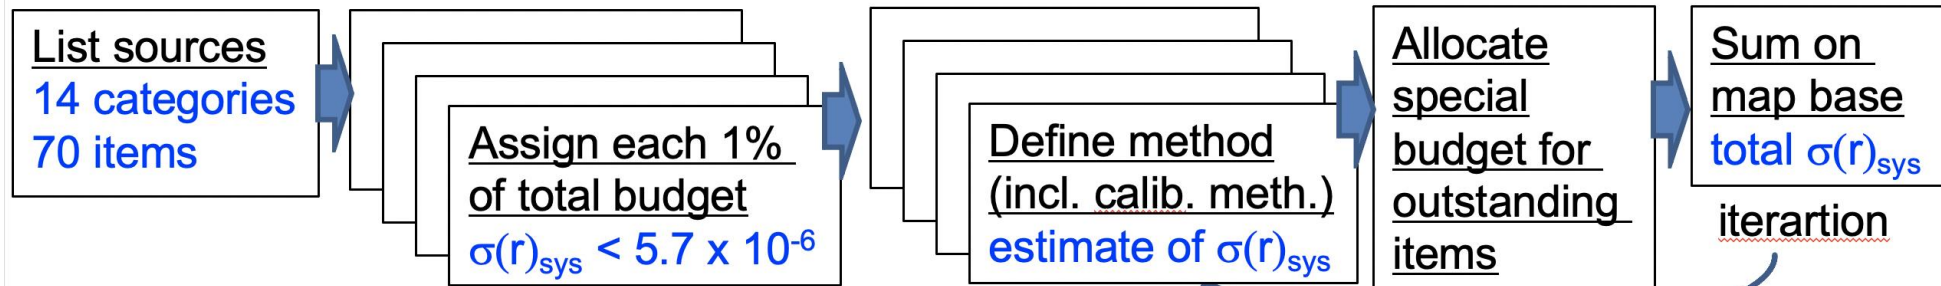 List sources
14 categories
70 items
Assign each 1%
of total budget
σ(r)sys < 5.7 x 10-6
Define method
(incl. calib. meth.)
estimate of σ(r)sys
Allocate
special
budget for
outstanding
items
Sum on
map base
total σ(r)sys
iterartion